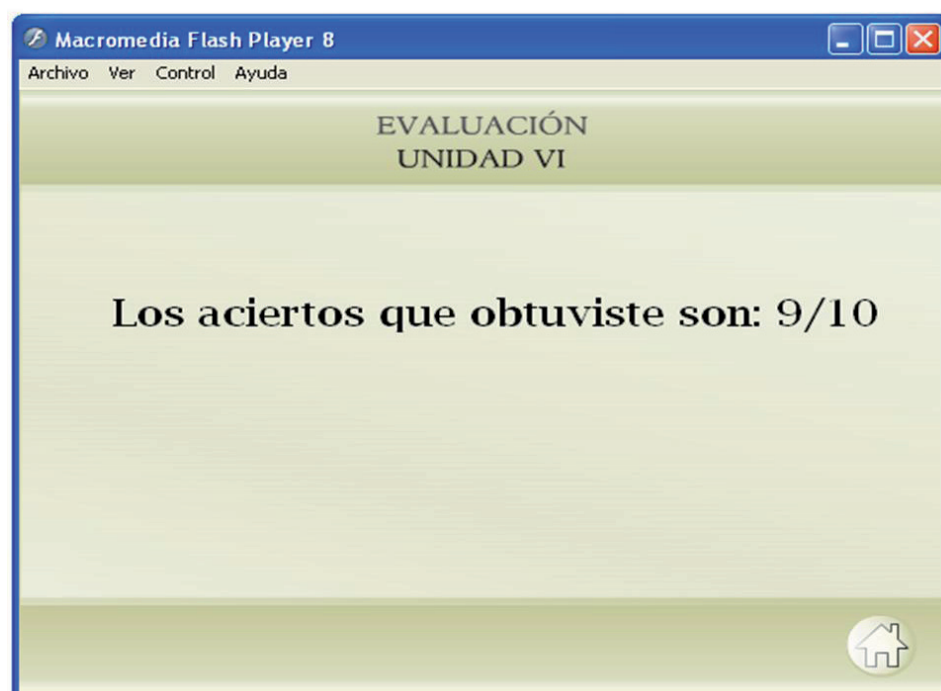 Macromedia Flash Player 8
Archivo Ver Control Ayuda
EVALUACIÓN
UNIDAD VI
Los aciertos que obtuviste son: 9/10